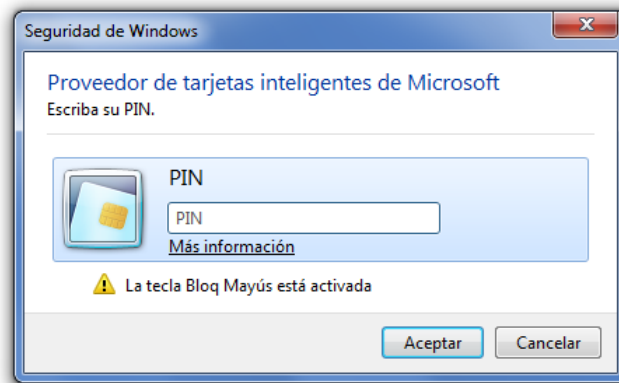 Seguridad de Windows
Proveedor de tarjetas inteligentes de Microsoft
Escriba su PIN.
PIN
PIN
Más información
La tecla Bloq Mayús está activada
Aceptar Cancelar